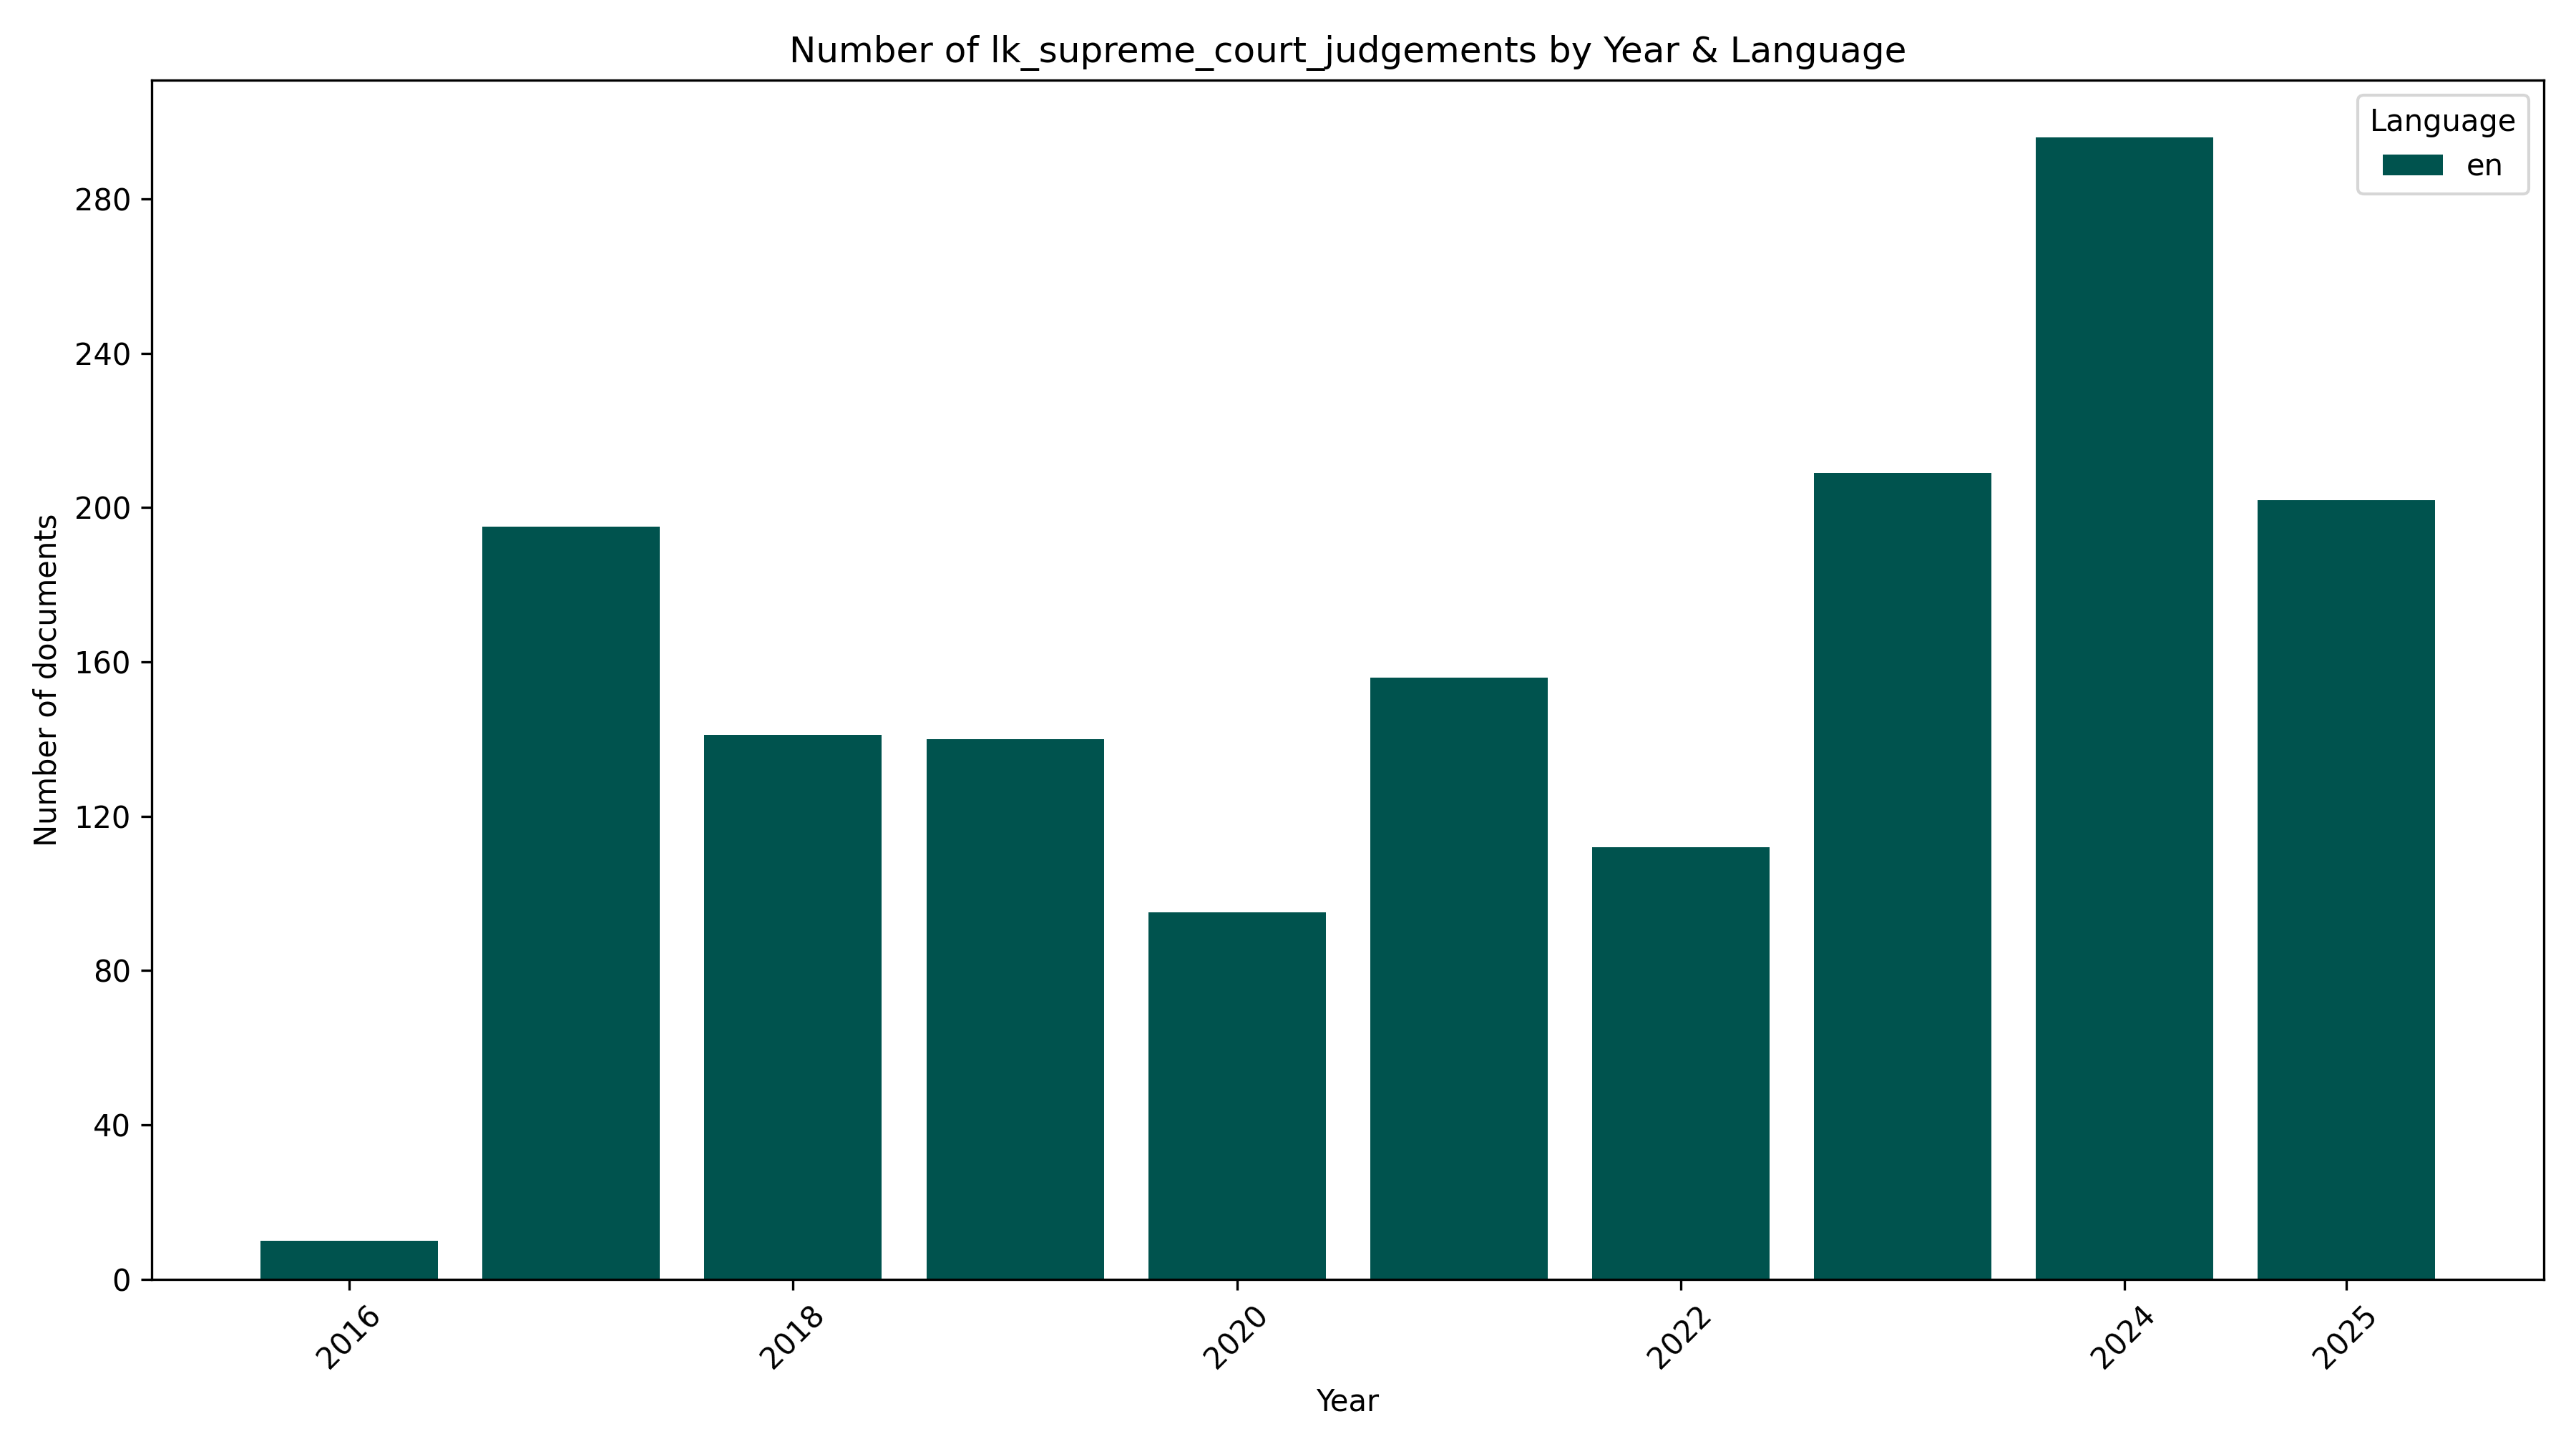 Number of lk_supreme_court_judgements by Year & Language
Language
en
280
240
200
160
120
80
40
0
Number of documents
2016
2018
2020
2022
2024
2025
Year